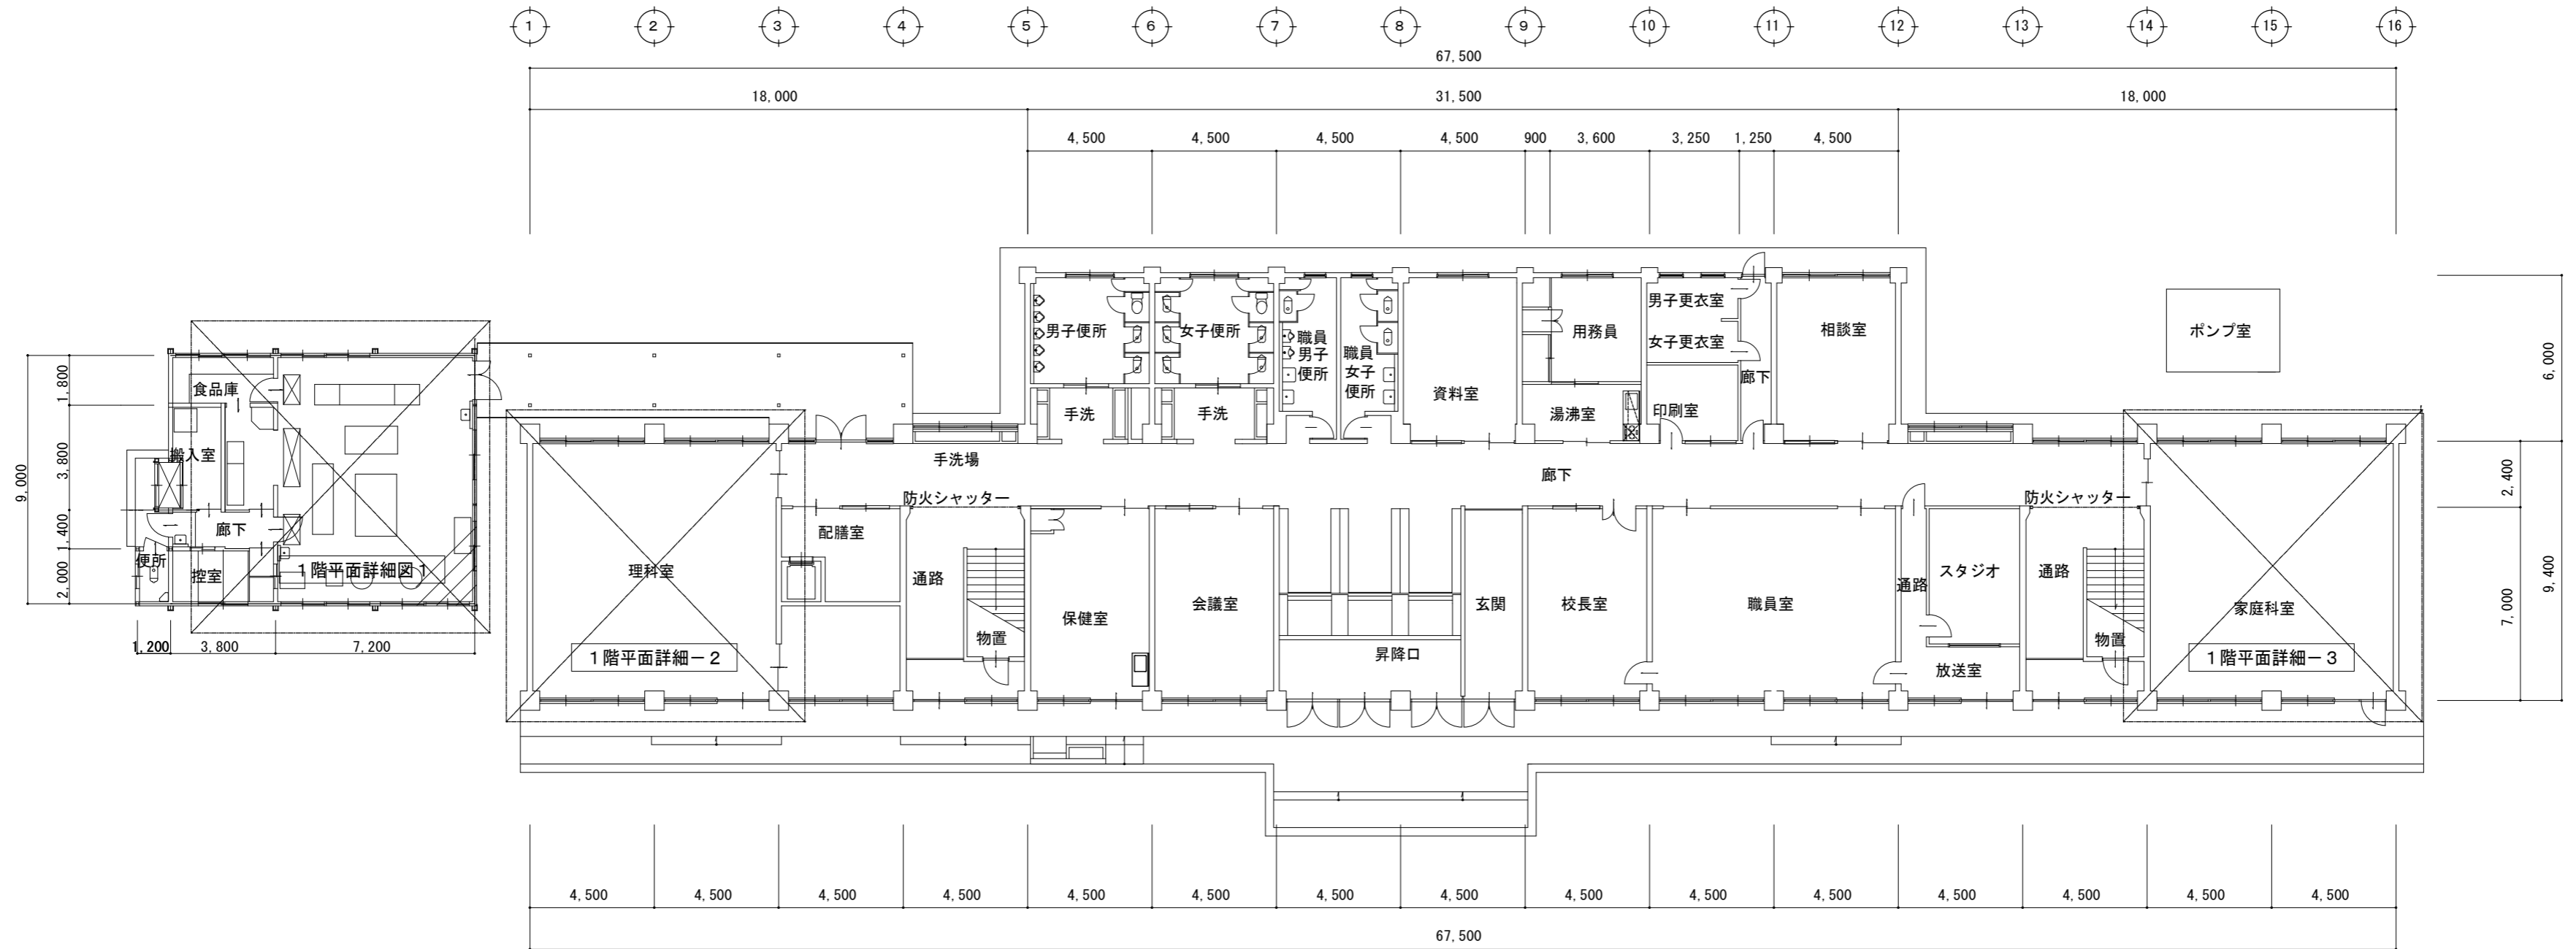 1 2 3 4 5 6 7 8 9 10 11 12 13 14 15 16
67,500
18,000 31,500 18,000
4,500 4,500 4,500 4,500 900 3,600 3,250 1,250 4,500
男子便所
女子便所
職員
男子
便所
職員
女子
便所
資料室
用務員
湯沸室
男子更衣室
女子更衣室
印刷室
廊下
相談室
ポンプ室
手洗
手洗
手洗場
廊下
防火シャッター
防火シャッター
食品庫
搬入室
廊下
便所
控室
1階平面詳細図1
理科室
1階平面詳細-2
配膳室
通路
物置
保健室
会議室
昇降口
玄関
校長室
職員室
通路
スタジオ
放送室
通路
物置
家庭科室
1階平面詳細-3
9,000
1,800
3,800
1,400
2,000
1,200 3,800 7,200
6,000
2,400
7,000
9,400
4,500 4,500 4,500 4,500 4,500 4,500 4,500 4,500 4,500 4,500 4,500 4,500 4,500 4,500 4,500
67,500